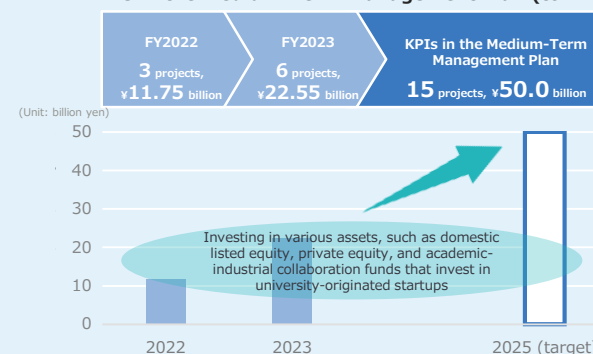 FY2022
3 projects,
¥11.75 billion
FY2023
6 projects,
¥22.55 billion
KPIs in the Medium-Term
Management Plan
15 projects, ¥50.0 billion
(Unit: billion yen)
50
40
30
20
10
0
Investing in various assets, such as domestic
listed equity, private equity, and academic-
industrial collaboration funds that invest in
university-originated startups
2022
2023
2025 (target)